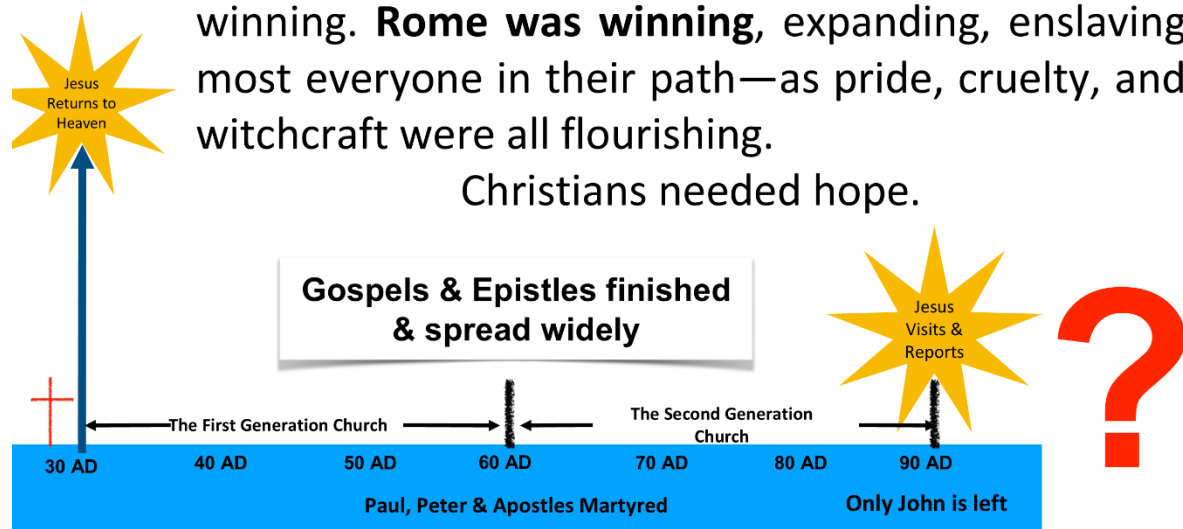 winning. Rome was winning, expanding, enslaving
most everyone in their path—as pride, cruelty, and
witchcraft were all flourishing.
Christians needed hope.
Jesus
Returns to
Heaven
Gospels & Epistles finished
& spread widely
Jesus
Visits &
Reports
?
The First Generation Church
The Second Generation
Church
30 AD
40 AD
50 AD
60 AD
70 AD
80 AD
90 AD
Paul, Peter & Apostles Martyred
Only John is left